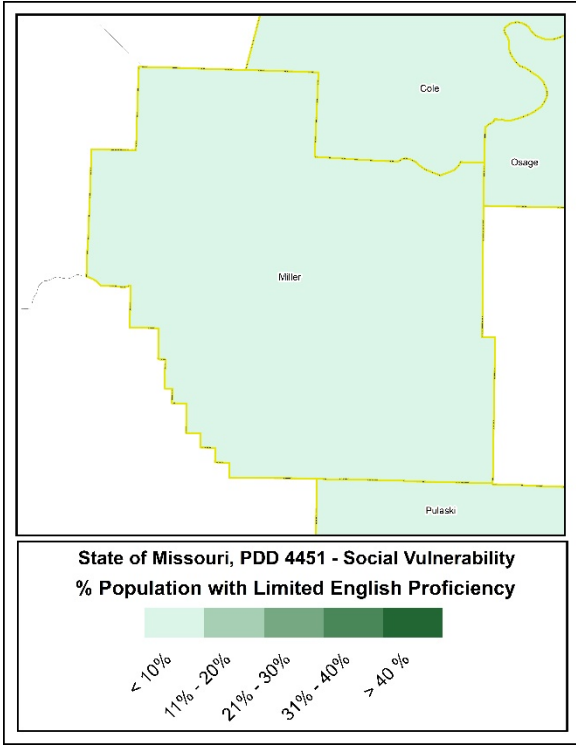 Cole
Osage
Miller
Pulaski
State of Missouri, PDD 4451 - Social Vulnerability
% Population with Limited English Proficiency
< 10%
11% - 20%
21% - 30%
31% - 40%
> 40 %